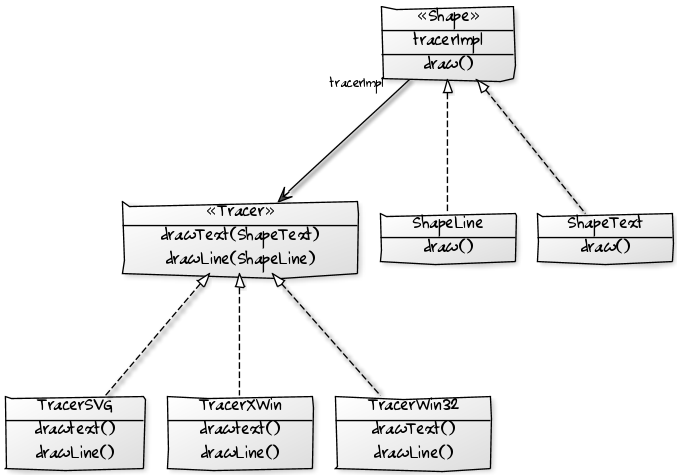 «Shape»
tracerImpl
draw()
tracerImpl
«Tracer»
drawText(ShapeText)
drawLine(ShapeLine)
ShapeLine
draw()
ShapeText
draw()
TracerSVG
drawtext()
drawLine()
TracerXWin
drawtext()
drawLine()
TracerWin32
drawText()
drawLine()